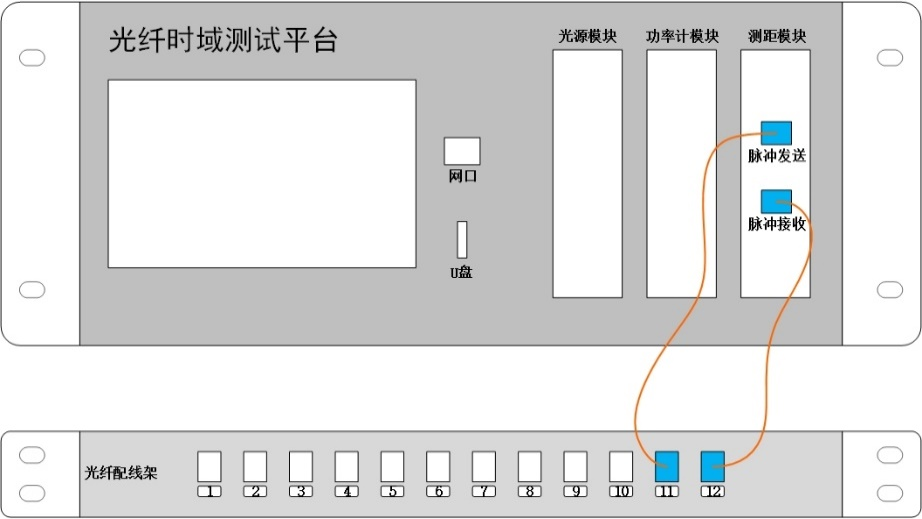 光纤时域测试平台
光源模块 功率计模块 测距模块
脉冲发送
网口
脉冲接收
U盘
光纤配线架
1 2 3 4 5 6 7 8 9 10 11 12